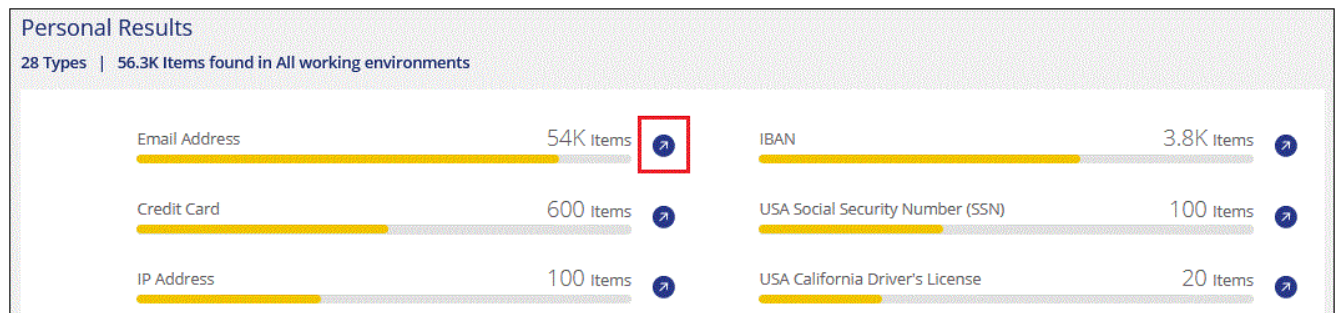 Personal Results
28 Types | 56.3K Items found in All working environments
Email Address 54K Items
IBAN 3.8K Items
Credit Card 600 Items
USA Social Security Number (SSN) 100 Items
IP Address 100 Items
USA California Driver's License 20 Items